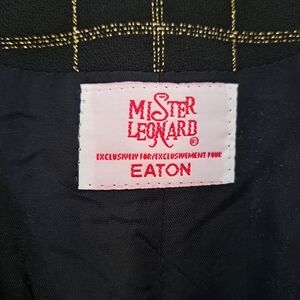 MISTER
LEONARD ®
EXCLUSIVELY FOR/EXCLUSIVEMENT POUR
EATON